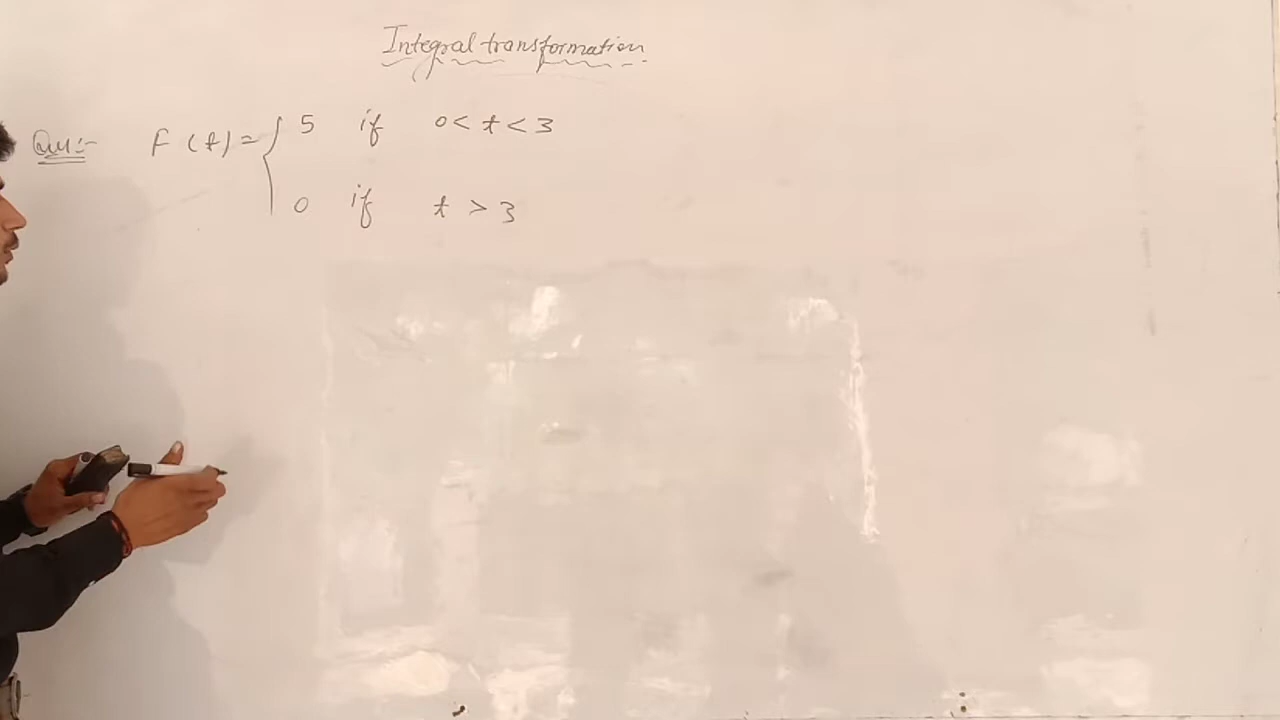 Integral transformation
Que:- F(t) = { 5 if 0 < t < 3
0 if t > 3